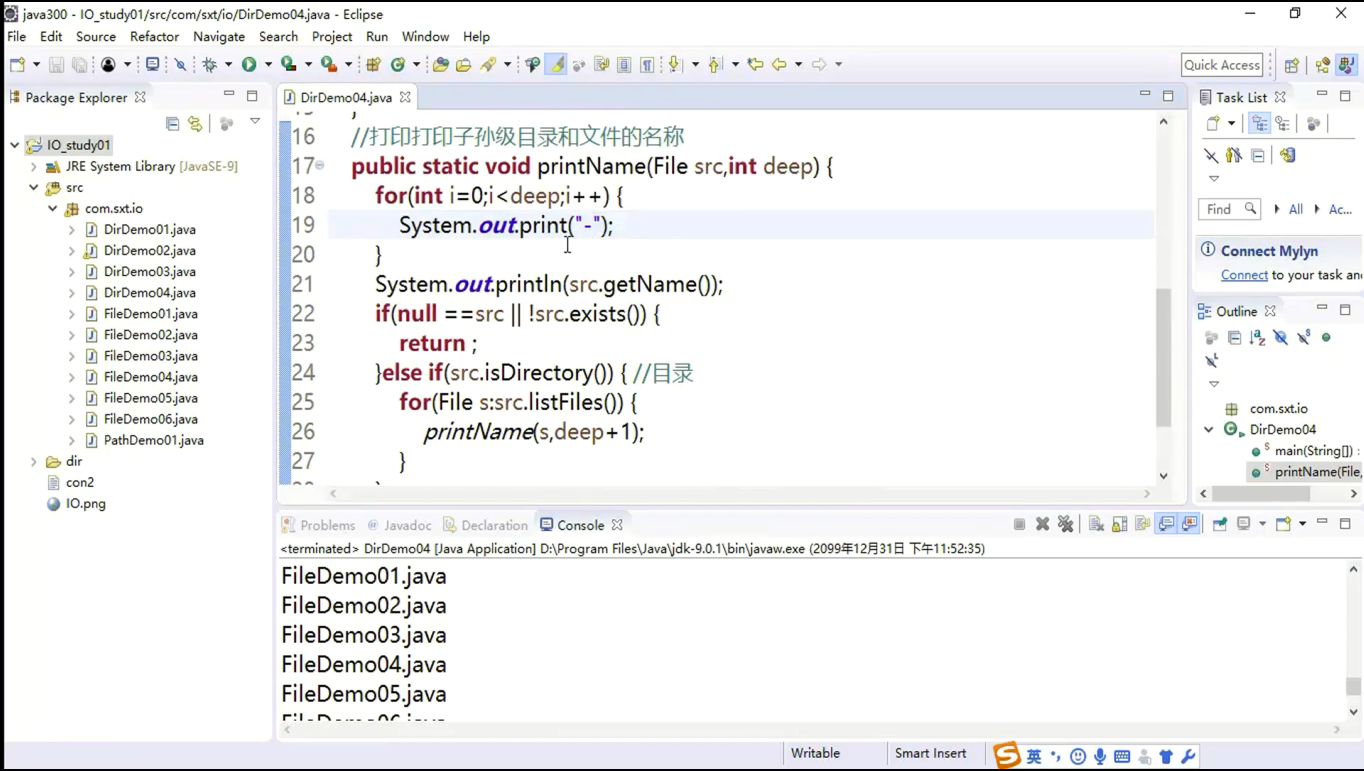 java300 - IO_study01/src/com/sxt/io/DirDemo04.java - Eclipse
File Edit Source Refactor Navigate Search Project Run Window Help
Quick Access
Package Explorer
IO_study01
JRE System Library [JavaSE-9]
src
com.sxt.io
DirDemo01.java
DirDemo02.java
DirDemo03.java
DirDemo04.java
FileDemo01.java
FileDemo02.java
FileDemo03.java
FileDemo04.java
FileDemo05.java
FileDemo06.java
PathDemo01.java
dir
con2
IO.png
DirDemo04.java
16 //打印打印子孙级目录和文件的名称
17 public static void printName(File src,int deep) {
18 for(int i=0;i<deep;i++) {
19 System.out.print("-");
20 }
21 System.out.println(src.getName());
22 if(null ==src || !src.exists()) {
23 return ;
24 }else if(src.isDirectory()) { //目录
25 for(File s:src.listFiles()) {
26 printName(s,deep+1);
27 }
Task List
Find All Ac...
Connect Mylyn
Connect to your task and
Outline
com.sxt.io
DirDemo04
main(String[]) :
printName(File,
Problems Javadoc Declaration Console
<terminated> DirDemo04 [Java Application] D:\Program Files\Java\jdk-9.0.1\bin\javaw.exe (2099年12月31日 下午11:52:35)
FileDemo01.java
FileDemo02.java
FileDemo03.java
FileDemo04.java
FileDemo05.java
FileDemo06.java
Writable Smart Insert
S 英